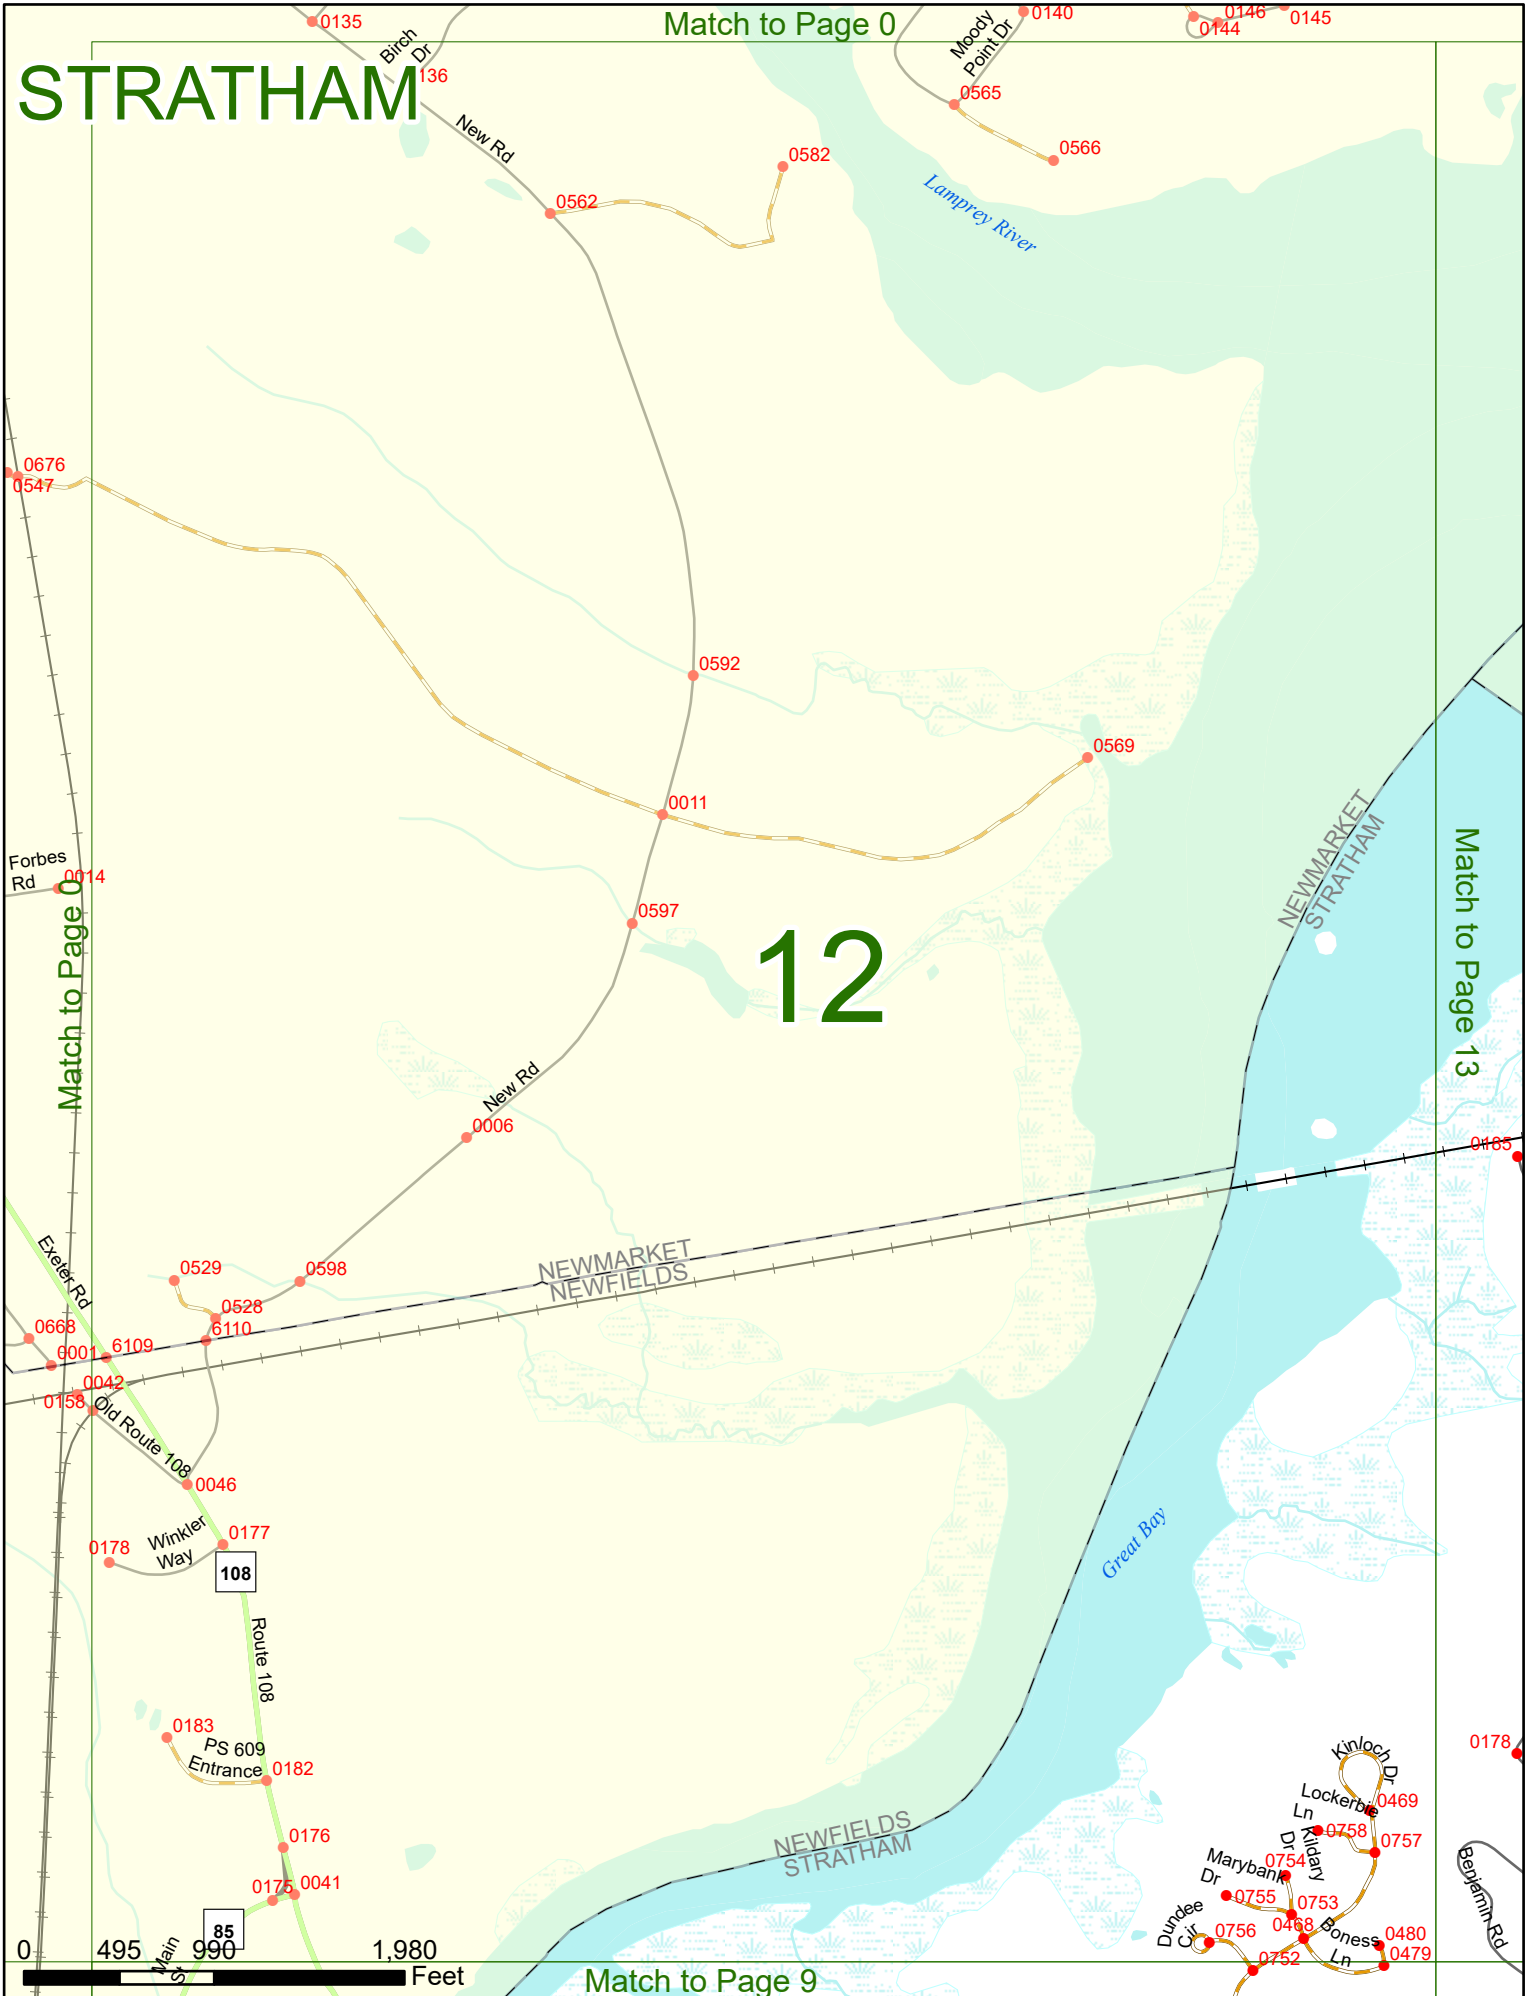 Match to Page 0
STRATHAM
0135
Birch
Dr
136
New Rd
Moody
Point Dr
0140
0146
0145
0144
0565
0566
0582
0562
Lamprey River
0676
0547
0592
0569
0011
Forbes
Rd
0014
Match to Page 0
0597
12
NEWMARKET
STRATHAM
Match to Page 13
New Rd
0006
0185
Exeter Rd
0529
0598
0528
6110
NEWMARKET
NEWFIELDS
0668
0001
6109
0042
0158
Old Route 108
0046
Winkler
Way
0177
0178
108
Great Bay
Route 108
0183
PS 609
Entrance
0182
0176
0175
0041
85
Main
St
NEWFIELDS
STRATHAM
0178
Kinloch Dr
Lockerbie
Ln
0469
0758
0757
Kildary
Dr
0754
Marybank
Dr
0755
0753
0468
Dundee
Cir
0756
Boness
Ln
0480
0479
0752
Benjamin Rd
0 495 990 1,980
Feet
Match to Page 9